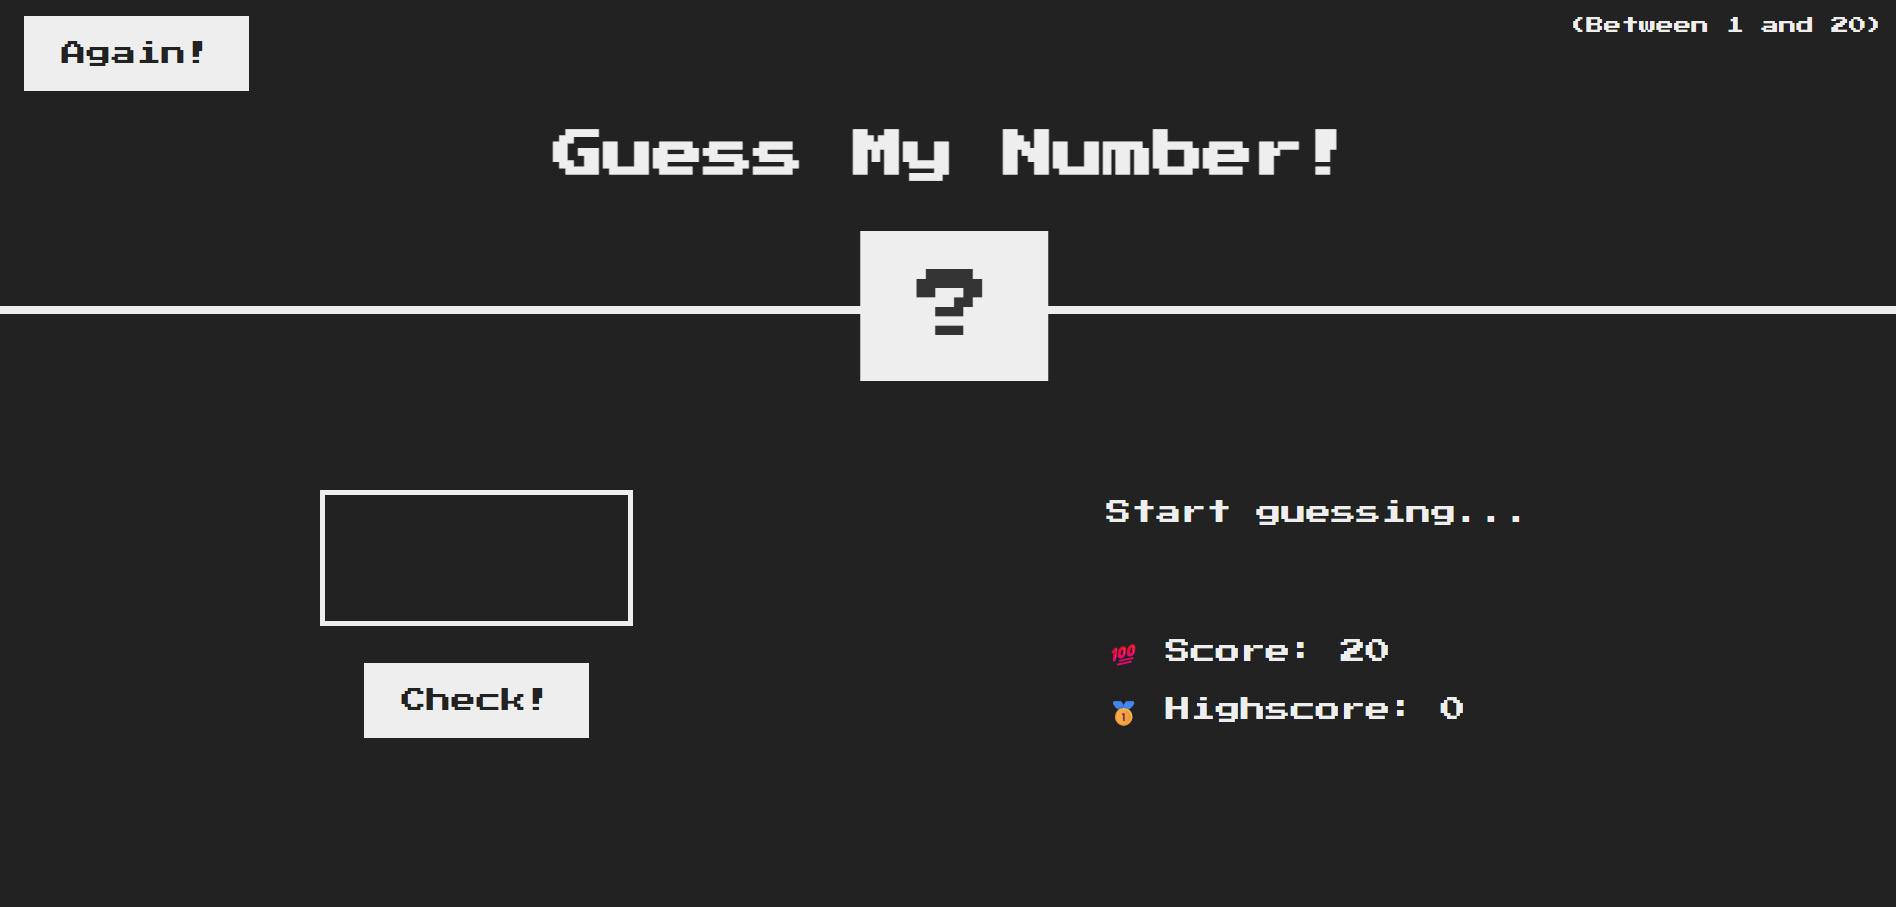 Again!
(Between 1 and 20)
Guess My Number!
?
Start guessing...
💯 Score: 20
Check!
🥇 Highscore: 0